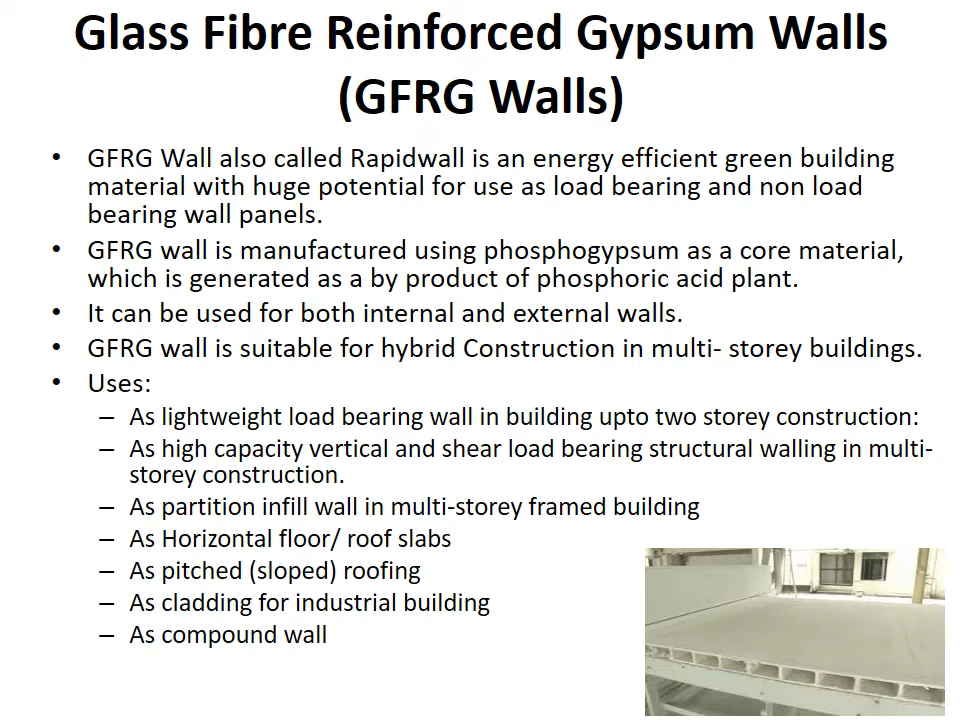 Glass Fibre Reinforced Gypsum Walls
(GFRG Walls)
• GFRG Wall also called Rapidwall is an energy efficient green building
material with huge potential for use as load bearing and non load
bearing wall panels.
• GFRG wall is manufactured using phosphogypsum as a core material,
which is generated as a by product of phosphoric acid plant.
• It can be used for both internal and external walls.
• GFRG wall is suitable for hybrid Construction in multi- storey buildings.
• Uses:
– As lightweight load bearing wall in building upto two storey construction:
– As high capacity vertical and shear load bearing structural walling in multi-
storey construction.
– As partition infill wall in multi-storey framed building
– As Horizontal floor/ roof slabs
– As pitched (sloped) roofing
– As cladding for industrial building
– As compound wall